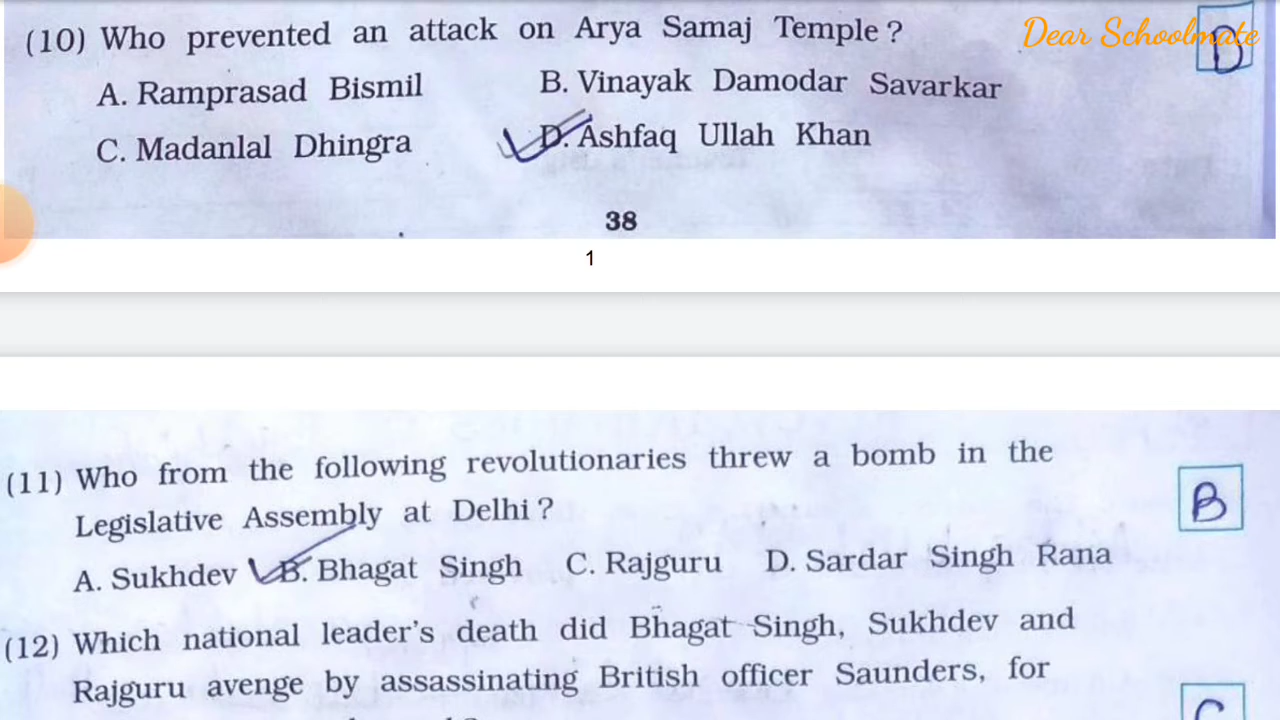 Dear Schoolmate
(10) Who prevented an attack on Arya Samaj Temple ?
D
A. Ramprasad Bismil B. Vinayak Damodar Savarkar
C. Madanlal Dhingra D. Ashfaq Ullah Khan
38
1
(11) Who from the following revolutionaries threw a bomb in the
Legislative Assembly at Delhi ?
B
A. Sukhdev B. Bhagat Singh C. Rajguru D. Sardar Singh Rana
(12) Which national leader's death did Bhagat Singh, Sukhdev and
Rajguru avenge by assassinating British officer Saunders, for